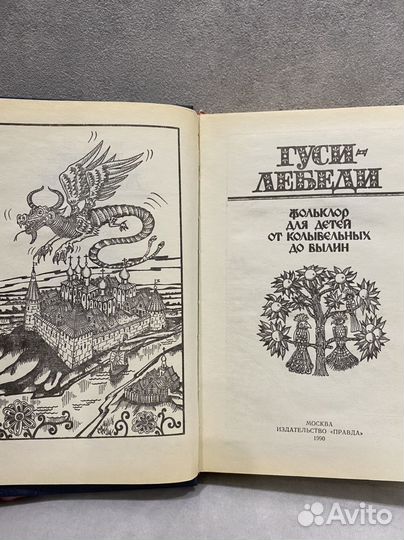 ГУСИ-
ЛЕБЕДИ
ФОЛЬКЛОР
ДЛЯ ДЕТЕЙ
ОТ КОЛЫБЕЛЬНЫХ
ДО БЫЛИН
МОСКВА
ИЗДАТЕЛЬСТВО «ПРАВДА»
1990
Avito